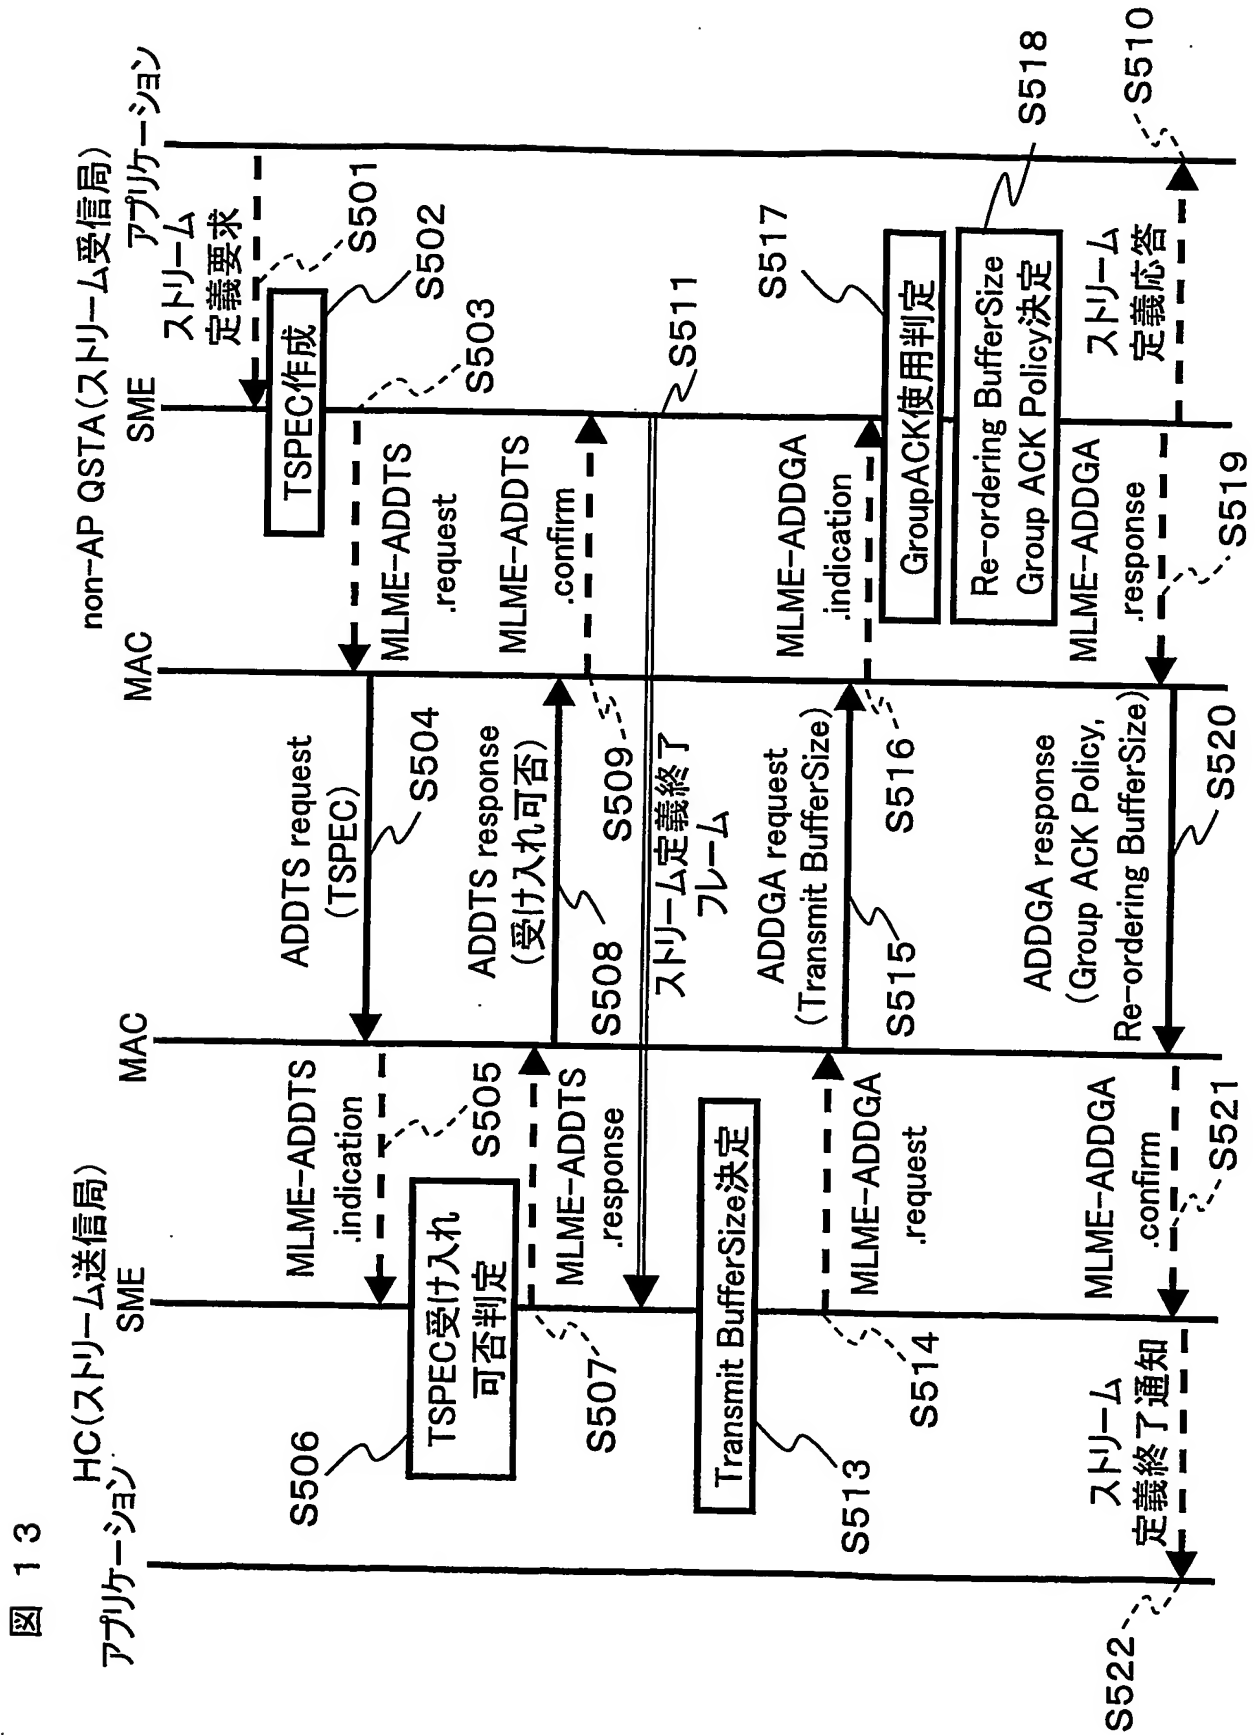 図 13
HC(ストリーム送信局)
non-AP QSTA(ストリーム受信局)
アプリケーション
SME
MAC
MAC
SME
アプリケーション
ストリーム
定義要求
S501
TSPEC作成
S502
S503
MLME-ADDTS
.request
ADDTS request
(TSPEC)
S504
MLME-ADDTS
.indication
S505
S506
TSPEC受け入れ
可否判定
S507
MLME-ADDTS
.response
ADDTS response
(受け入れ可否)
S508
MLME-ADDTS
.confirm
S509
S511
ストリーム定義終了
フレーム
Transmit BufferSize決定
S513
S514
MLME-ADDGA
.request
ADDGA request
(Transmit BufferSize)
S515
MLME-ADDGA
.indication
S516
S517
GroupACK使用判定
S518
Re-ordering BufferSize
Group ACK Policy決定
MLME-ADDGA
.response
S519
ストリーム
定義応答
S510
ADDGA response
(Group ACK Policy,
Re-ordering BufferSize)
S520
MLME-ADDGA
.confirm
S521
ストリーム
定義終了通知
S522